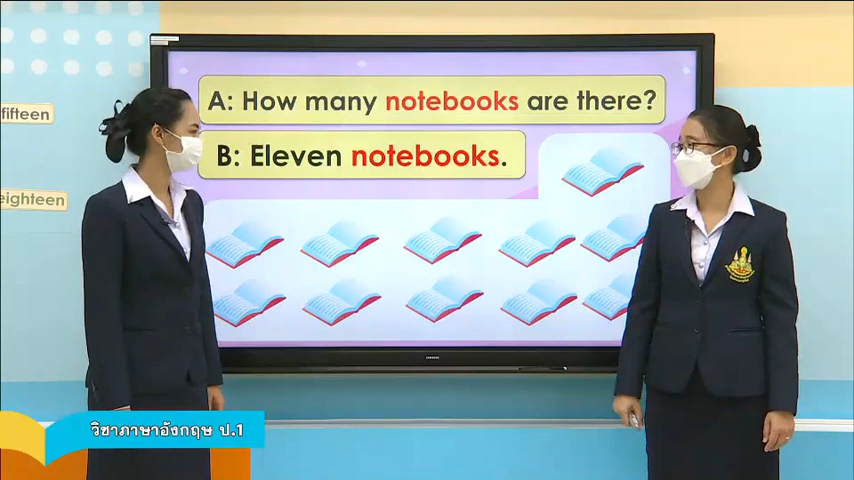 fifteen
eighteen
A: How many notebooks are there?
B: Eleven notebooks.
SAMSUNG
วิชาภาษาอังกฤษ ป.1